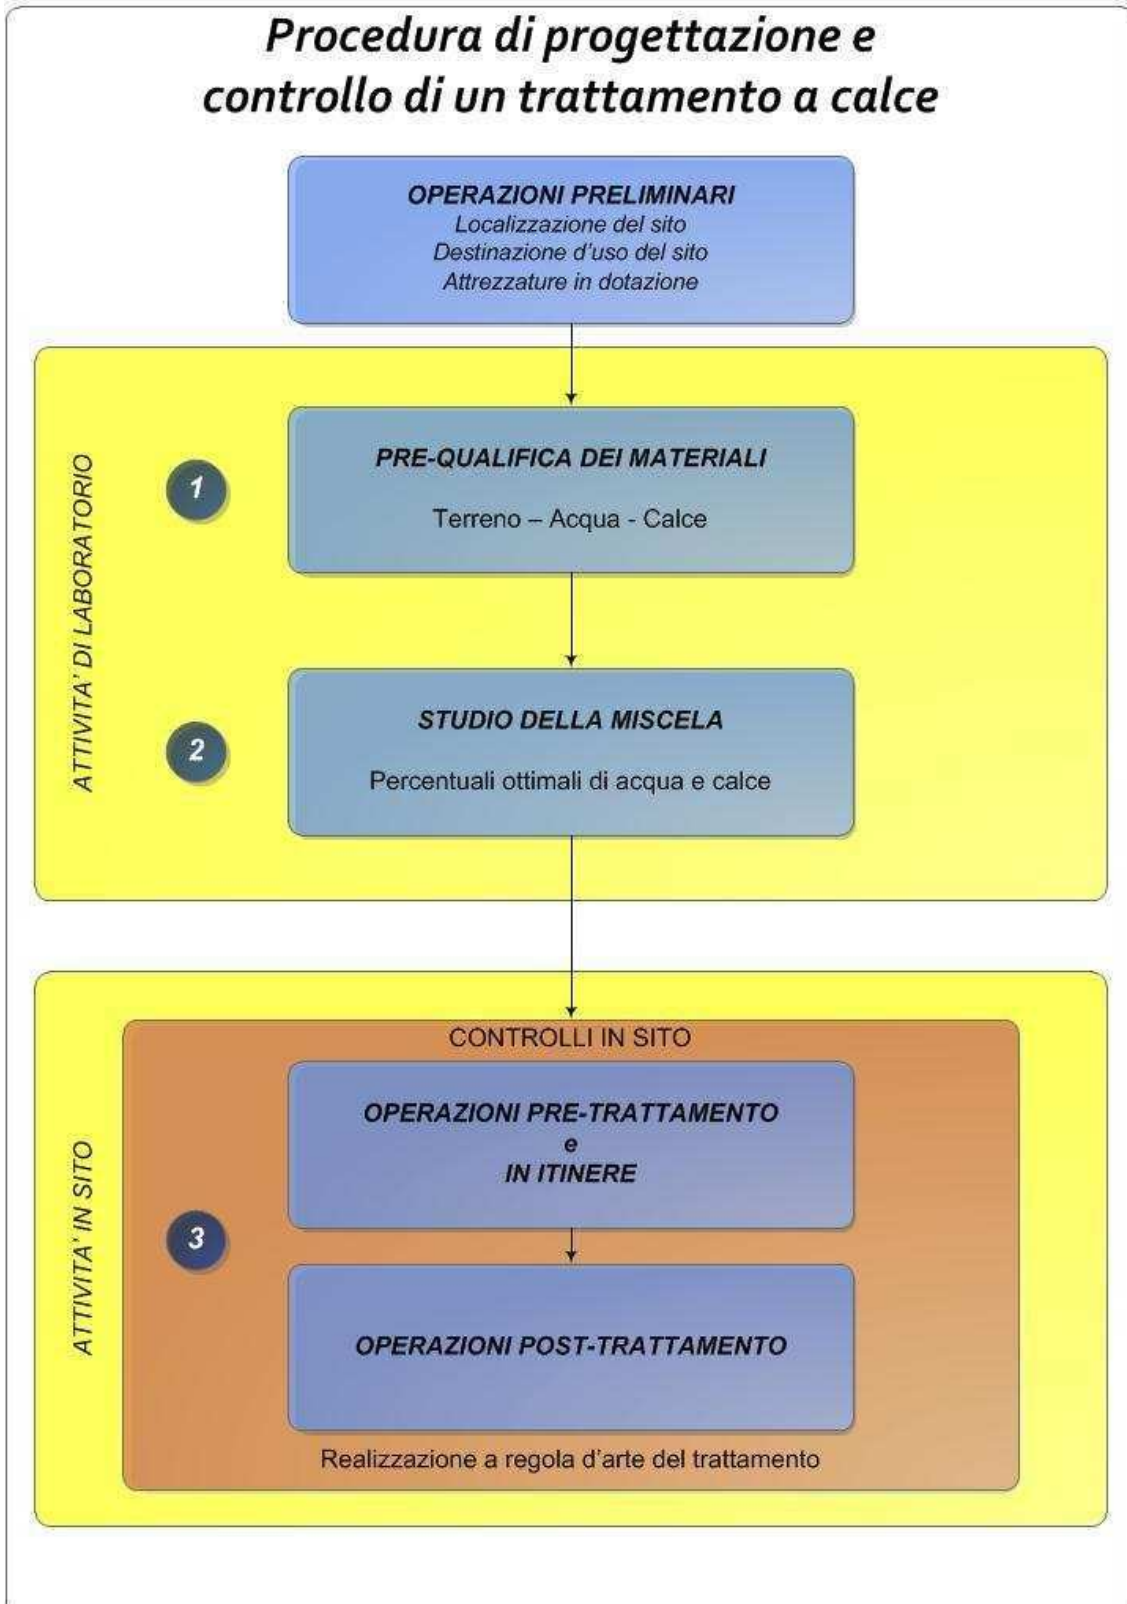 Procedura di progettazione e
controllo di un trattamento a calce
OPERAZIONI PRELIMINARI
Localizzazione del sito
Destinazione d'uso del sito
Attrezzature in dotazione
ATTIVITA' DI LABORATORIO
1
PRE-QUALIFICA DEI MATERIALI
Terreno – Acqua - Calce
2
STUDIO DELLA MISCELA
Percentuali ottimali di acqua e calce
ATTIVITA' IN SITO
CONTROLLI IN SITO
3
OPERAZIONI PRE-TRATTAMENTO
e
IN ITINERE
OPERAZIONI POST-TRATTAMENTO
Realizzazione a regola d'arte del trattamento